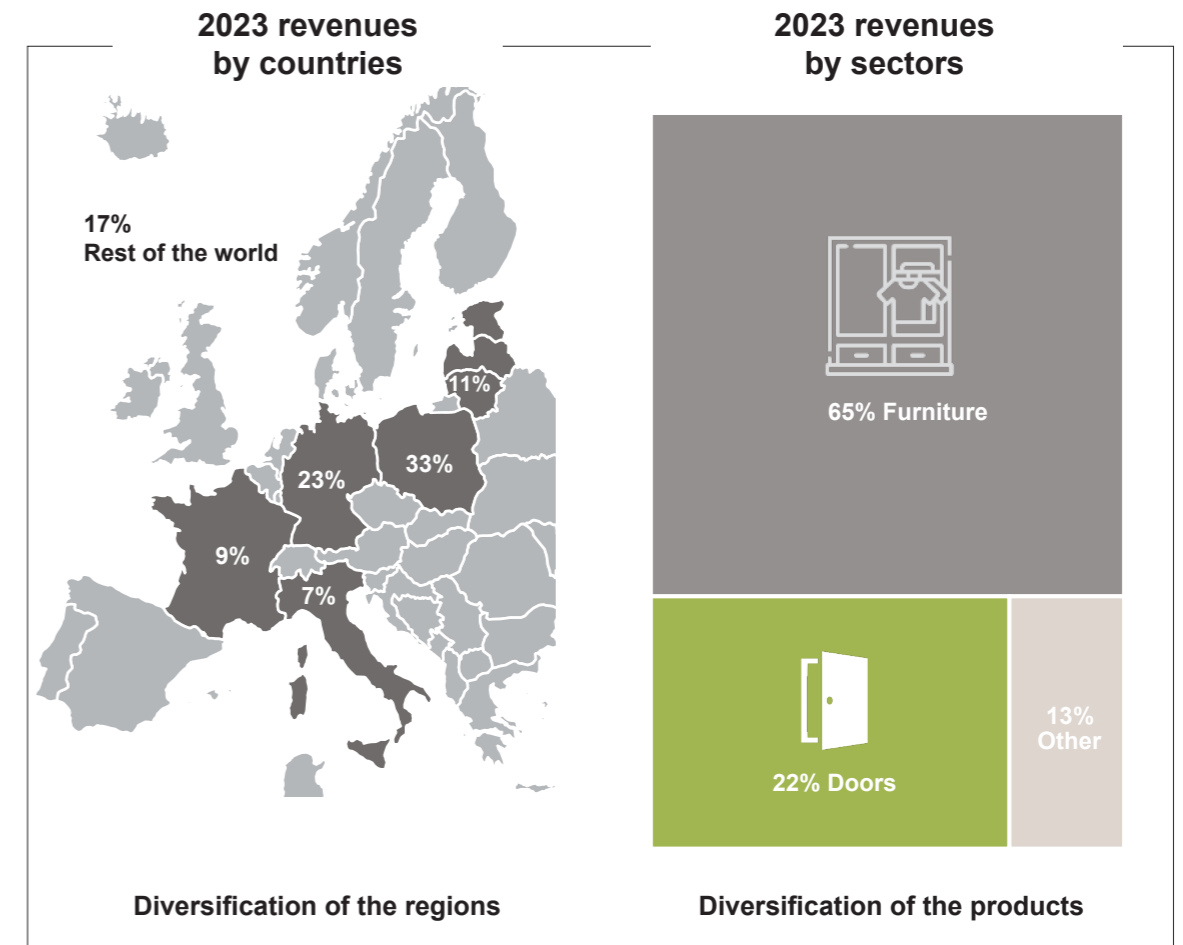 2023 revenues
by countries
17%
Rest of the world
11%
33%
23%
9%
7%
Diversification of the regions
2023 revenues
by sectors
65% Furniture
22% Doors
13%
Other
Diversification of the products